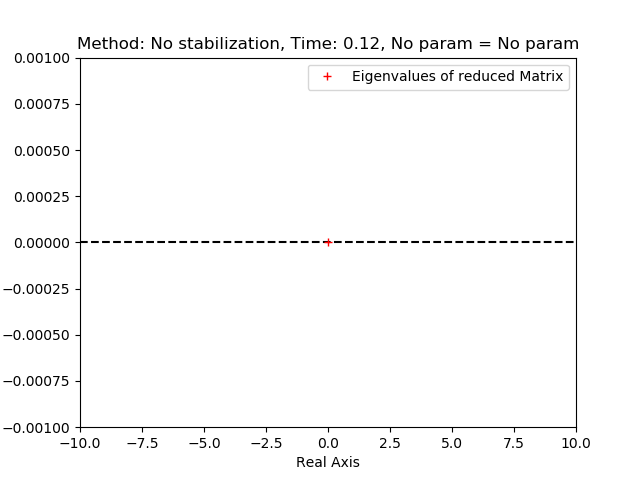 Method: No stabilization, Time: 0.12, No param = No param
Eigenvalues of reduced Matrix
0.00100
0.00075
0.00050
0.00025
0.00000
−0.00025
−0.00050
−0.00075
−0.00100
−10.0 −7.5 −5.0 −2.5 0.0 2.5 5.0 7.5 10.0
Real Axis